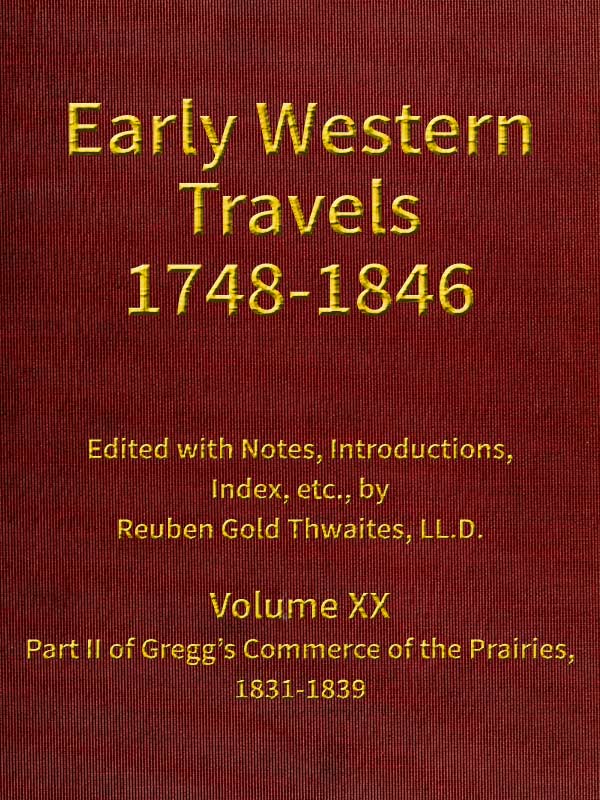 Early Western
Travels
1748-1846
Edited with Notes, Introductions,
Index, etc., by
Reuben Gold Thwaites, LL.D.
Volume XX
Part II of Gregg’s Commerce of the Prairies,
1831-1839